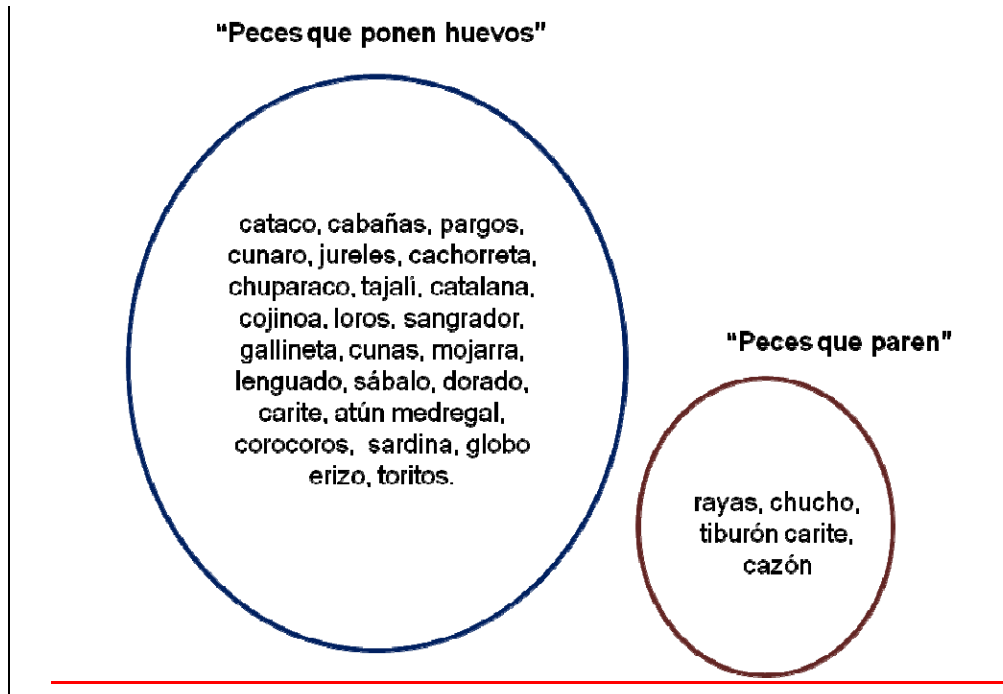 “Peces que ponen huevos”
cataco, cabañas, pargos,
cunaro, jureles, cachorreta,
chuparaco, tajalí, catalana,
cojinoa, loros, sangrador,
gallineta, cunas, mojarra,
lenguado, sábalo, dorado,
carite, atún medregal,
corocoros, sardina, globo
erizo, toritos.
“Peces que paren”
rayas, chucho,
tiburón carite,
cazón